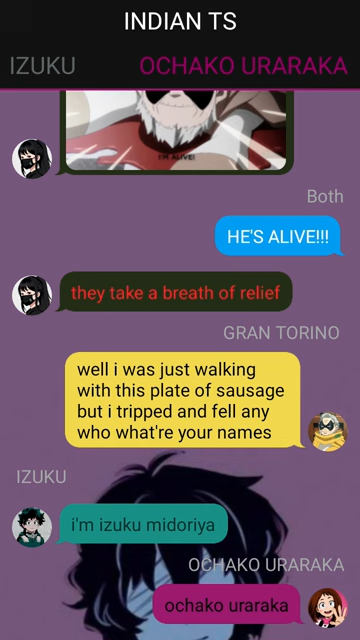 INDIAN TS
IZUKU OCHAKO URARAKA
I'M ALIVE!
Both
HE'S ALIVE!!!
they take a breath of relief
GRAN TORINO
well i was just walking
with this plate of sausage
but i tripped and fell any
who what're your names
IZUKU
i'm izuku midoriya
OCHAKO URARAKA
ochako uraraka